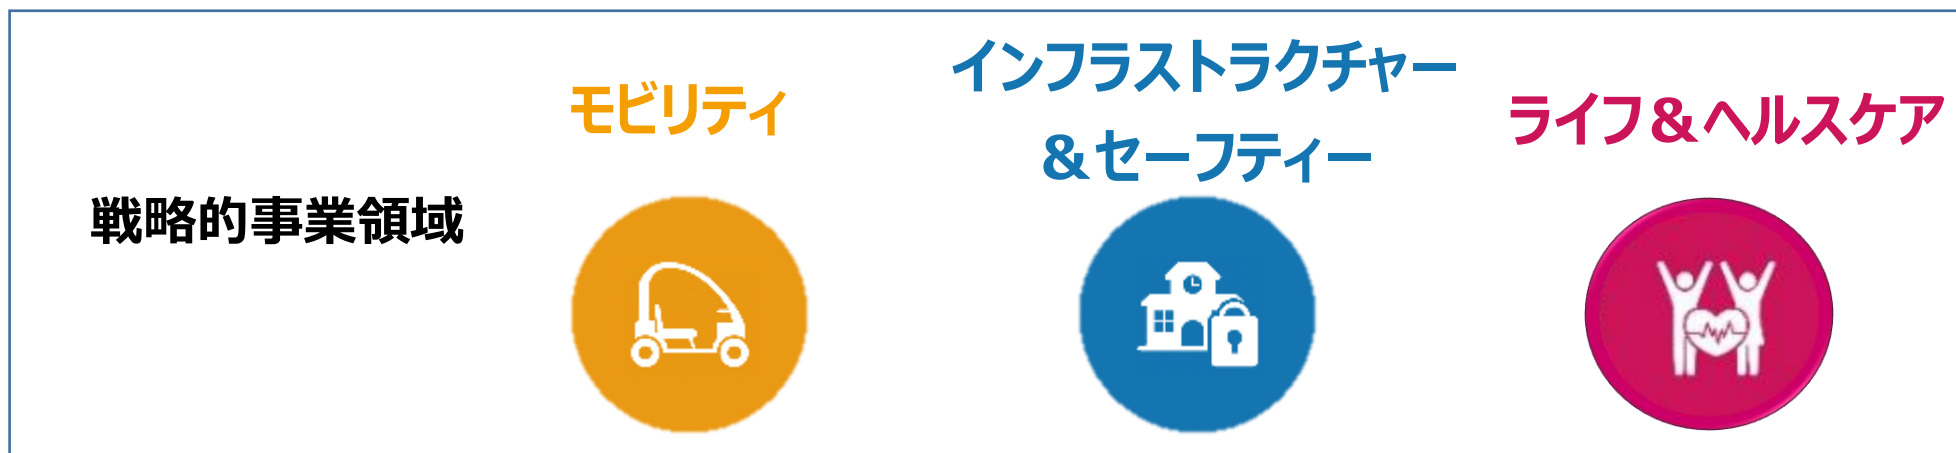 戦略的事業領域
モビリティ
インフラストラクチャー
＆セーフティー
ライフ＆ヘルスケア